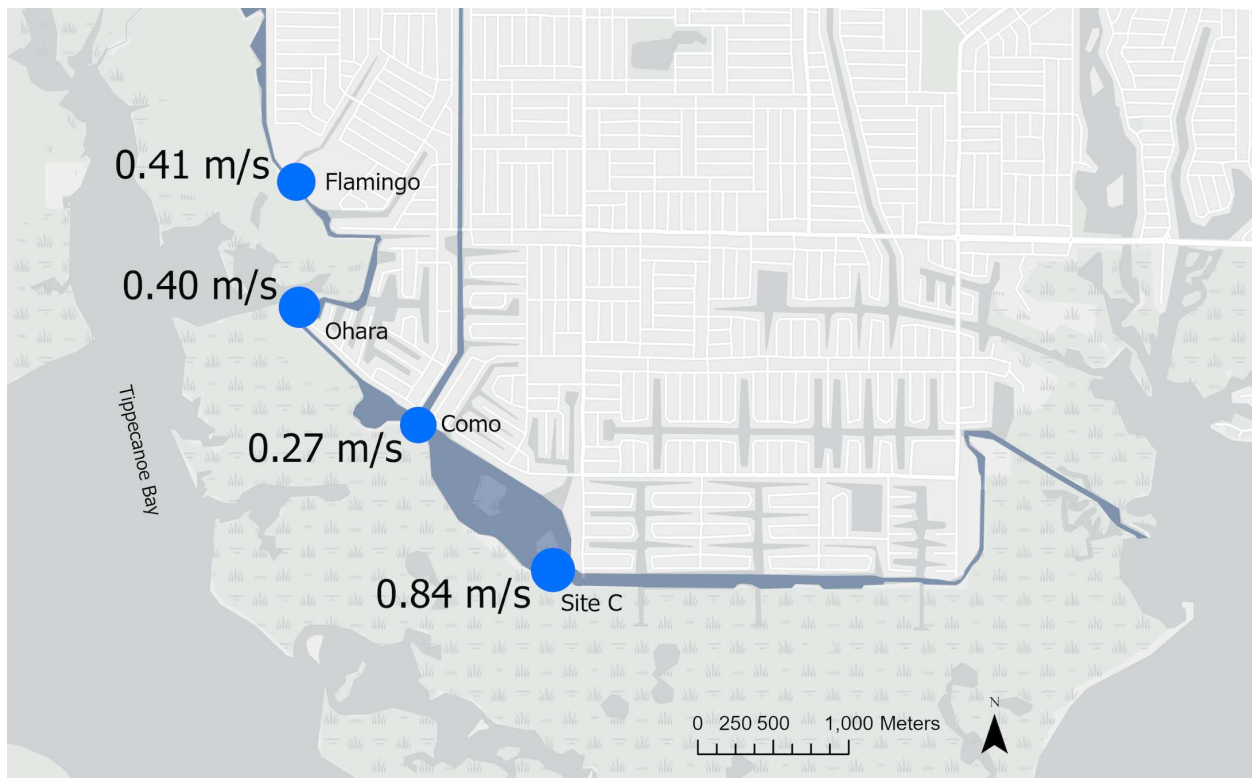 0.41 m/s
Flamingo
0.40 m/s
Ohara
Tippecanoe Bay
Como
0.27 m/s
0.84 m/s
Site C
N
0 250 500 1,000 Meters